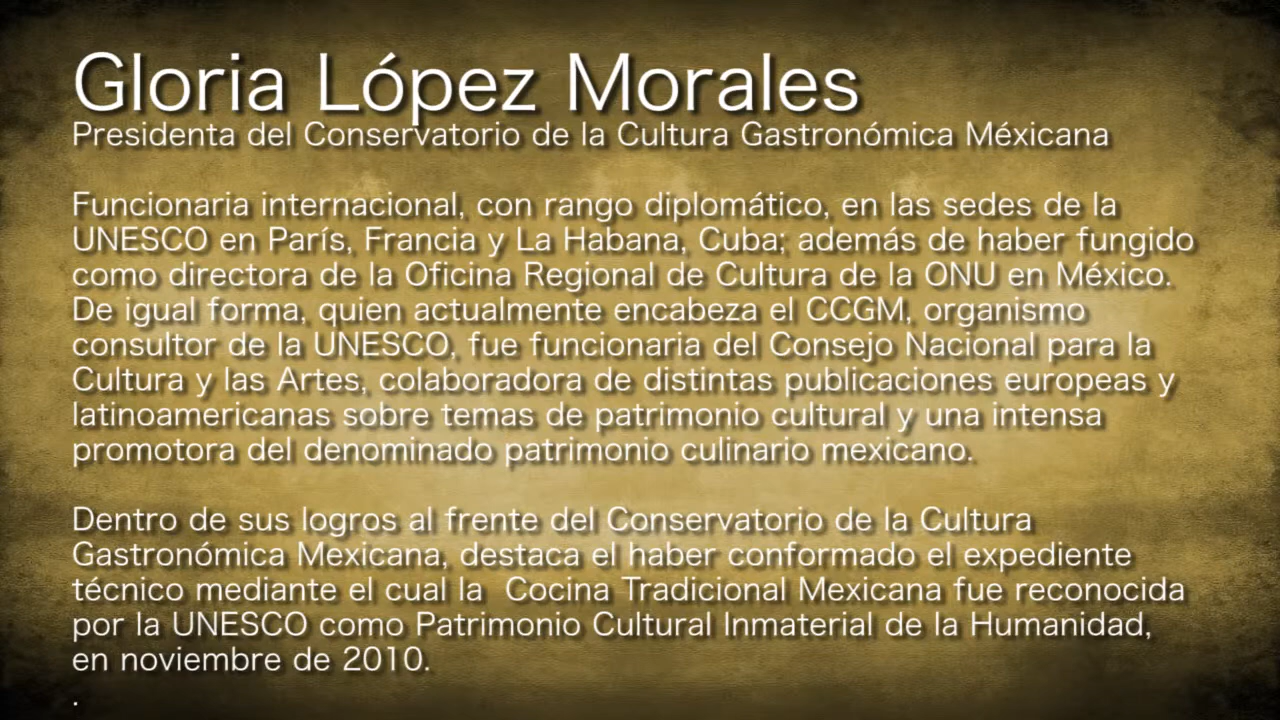 Gloria López Morales
Presidenta del Conservatorio de la Cultura Gastronómica Méxicana
Funcionaria internacional, con rango diplomático, en las sedes de la
UNESCO en París, Francia y La Habana, Cuba; además de haber fungido
como directora de la Oficina Regional de Cultura de la ONU en México.
De igual forma, quien actualmente encabeza el CCGM, organismo
consultor de la UNESCO, fue funcionaria del Consejo Nacional para la
Cultura y las Artes, colaboradora de distintas publicaciones europeas y
latinoamericanas sobre temas de patrimonio cultural y una intensa
promotora del denominado patrimonio culinario mexicano.
Dentro de sus logros al frente del Conservatorio de la Cultura
Gastronómica Mexicana, destaca el haber conformado el expediente
técnico mediante el cual la  Cocina Tradicional Mexicana fue reconocida
por la UNESCO como Patrimonio Cultural Inmaterial de la Humanidad,
en noviembre de 2010.
.